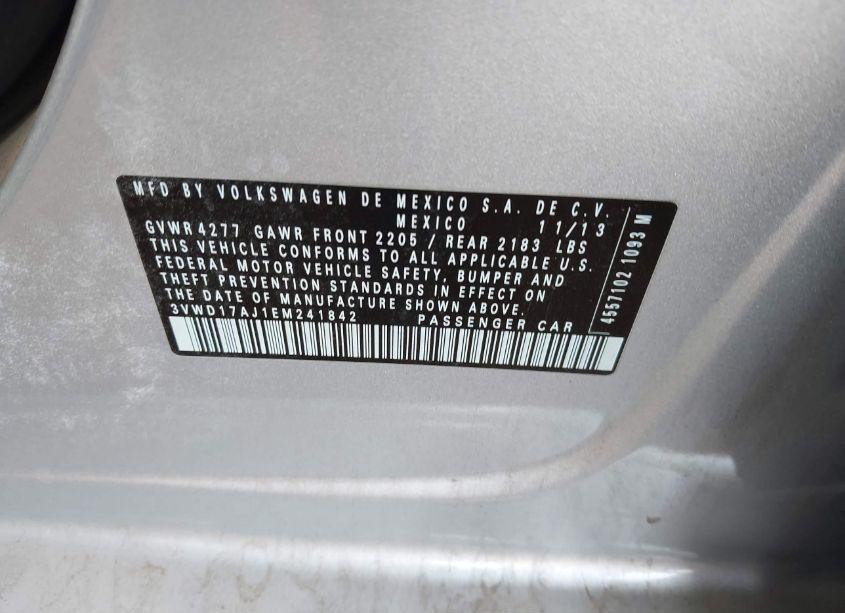 MFD BY VOLKSWAGEN DE MEXICO S.A. DE C.V.
MEXICO 11/13
GVWR 4277 GAWR FRONT 2205 / REAR 2183 LBS
THIS VEHICLE CONFORMS TO ALL APPLICABLE U.S.
FEDERAL MOTOR VEHICLE SAFETY, BUMPER AND
THEFT PREVENTION STANDARDS IN EFFECT ON
THE DATE OF MANUFACTURE SHOWN ABOVE.
3VWD17AJ1EM241842 PASSENGER CAR
4557102 1093 M